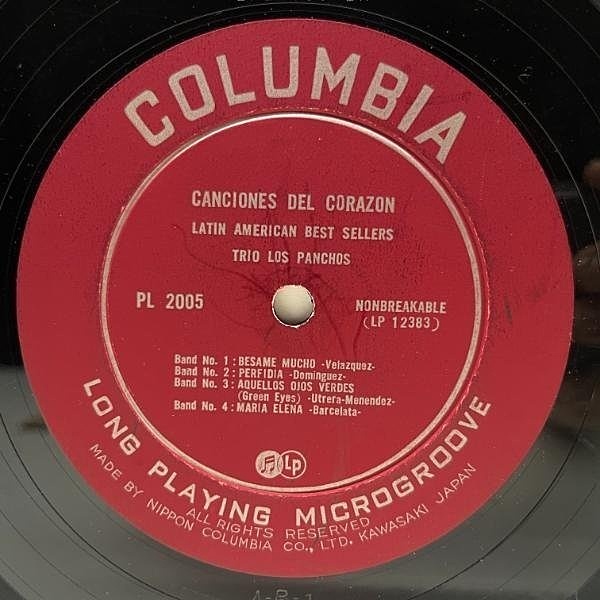 COLUMBIA
CANCIONES DEL CORAZON
LATIN AMERICAN BEST SELLERS
TRIO LOS PANCHOS
PL 2005
NONBREAKABLE
(LP 12383)
Band No. 1 : BESAME MUCHO -Velazquez-
Band No. 2 : PERFIDIA -Dominguez-
Band No. 3 : AQUELLOS OJOS VERDES
(Green Eyes) -Utrera-Menendez-
Band No. 4 : MARIA ELENA -Barcelata-
Lp
LONG PLAYING MICROGROOVE
ALL RIGHTS RESERVED
MADE BY NIPPON COLUMBIA CO., LTD. KAWASAKI JAPAN